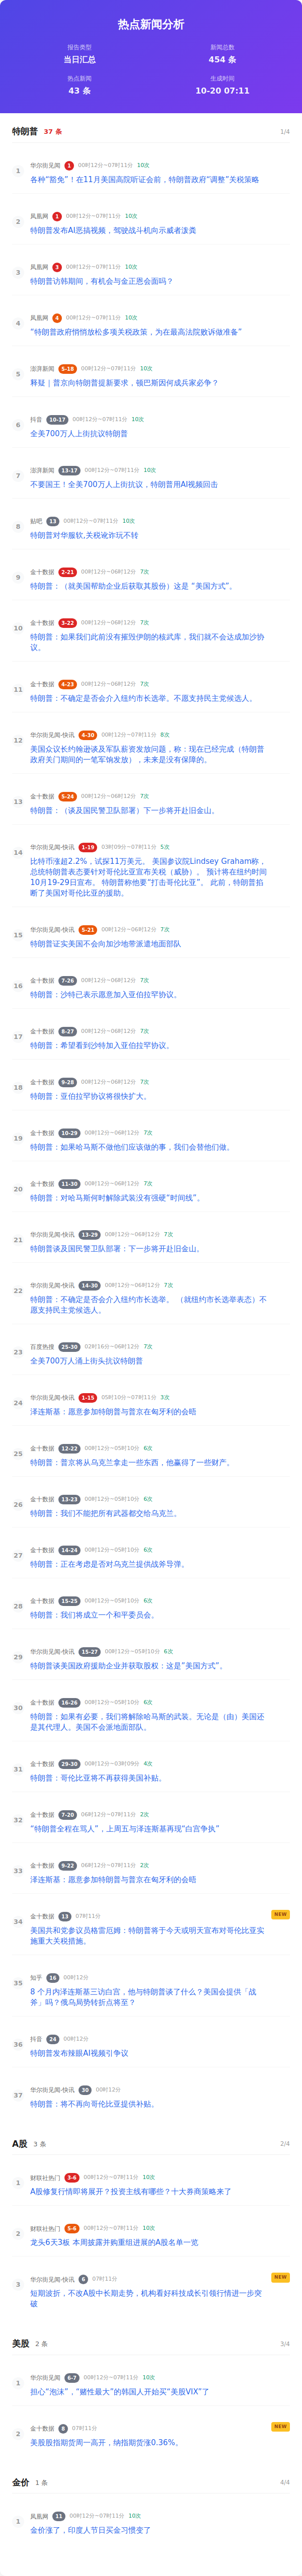 热点新闻分析
报告类型
新闻总数
当日汇总
454 条
热点新闻
生成时间
43 条
10-20 07:11
特朗普 37 条 1/4
1
华尔街见闻 1 00时12分~07时11分 10次
各种“豁免”！在11月美国高院听证会前，特朗普政府“调整”关税策略
2
凤凰网 1 00时12分~07时11分 10次
特朗普发布AI恶搞视频，驾驶战斗机向示威者泼粪
3
凤凰网 3 00时12分~07时11分 10次
特朗普访韩期间，有机会与金正恩会面吗？
4
凤凰网 4 00时12分~07时11分 10次
“特朗普政府悄悄放松多项关税政策，为在最高法院败诉做准备”
5
澎湃新闻 5-18 00时12分~07时11分 10次
释疑｜普京向特朗普提新要求，顿巴斯因何成兵家必争？
6
抖音 10-17 00时12分~07时11分 10次
全美700万人上街抗议特朗普
7
澎湃新闻 13-17 00时12分~07时11分 10次
不要国王！全美700万人上街抗议，特朗普用AI视频回击
8
贴吧 13 00时12分~07时11分 10次
特朗普对华服软,关税讹诈玩不转
9
金十数据 2-21 00时12分~06时12分 7次
特朗普：（就美国帮助企业后获取其股份）这是 “美国方式”。
10
金十数据 3-22 00时12分~06时12分 7次
特朗普：如果我们此前没有摧毁伊朗的核武库，我们就不会达成加沙协
议。
11
金十数据 4-23 00时12分~06时12分 7次
特朗普：不确定是否会介入纽约市长选举。不愿支持民主党候选人。
12
华尔街见闻-快讯 4-30 00时12分~07时11分 8次
美国众议长约翰逊谈及军队薪资发放问题，称：现在已经完成（特朗普
政府关门期间的一笔军饷发放），未来是没有保障的。
13
金十数据 5-24 00时12分~06时12分 7次
特朗普：（谈及国民警卫队部署）下一步将开赴旧金山。
14
华尔街见闻-快讯 1-19 03时09分~07时11分 5次
比特币涨超2.2%，试探11万美元。 美国参议院Lindsey Graham称，
总统特朗普表态要针对哥伦比亚宣布关税（威胁）。 预计将在纽约时间
10月19-29日宣布。 特朗普称他要“打击哥伦比亚”。 此前，特朗普掐
断了美国对哥伦比亚的援助。
15
华尔街见闻-快讯 5-21 00时12分~07时11分 7次
特朗普证实美国不会向加沙地带派遣地面部队
16
金十数据 7-26 00时12分~06时12分 7次
特朗普：沙特已表示愿意加入亚伯拉罕协议。
17
金十数据 8-27 00时12分~06时12分 7次
特朗普：希望看到沙特加入亚伯拉罕协议。
18
金十数据 9-28 00时12分~06时12分 7次
特朗普：亚伯拉罕协议将很快扩大。
19
金十数据 10-29 00时12分~06时12分 7次
特朗普：如果哈马斯不做他们应该做的事，我们会替他们做。
20
金十数据 11-30 00时12分~06时12分 7次
特朗普：对哈马斯何时解除武装没有强硬“时间线”。
21
华尔街见闻-快讯 13-29 00时12分~06时12分 7次
特朗普谈及国民警卫队部署：下一步将开赴旧金山。
22
华尔街见闻-快讯 14-30 00时12分~06时12分 7次
特朗普：不确定是否会介入纽约市长选举。 （就纽约市长选举表态）不
愿支持民主党候选人。
23
百度热搜 25-30 02时16分~06时12分 7次
全美700万人涌上街头抗议特朗普
24
华尔街见闻-快讯 1-15 05时10分~07时11分 3次
泽连斯基：愿意参加特朗普与普京在匈牙利的会晤
25
金十数据 12-22 00时12分~05时10分 6次
特朗普：普京将从乌克兰拿走一些东西，他赢得了一些财产。
26
金十数据 13-23 00时12分~05时10分 6次
特朗普：我们不能把所有武器都交给乌克兰。
27
金十数据 14-24 00时12分~05时10分 6次
特朗普：正在考虑是否对乌克兰提供战斧导弹。
28
金十数据 15-25 00时12分~05时10分 6次
特朗普：我们将成立一个和平委员会。
29
华尔街见闻-快讯 15-27 00时12分~05时10分 6次
特朗普谈美国政府援助企业并获取股权：这是“美国方式”。
30
金十数据 16-26 00时12分~05时10分 6次
特朗普：如果有必要，我们将解除哈马斯的武装。无论是（由）美国还
是其代理人。美国不会派地面部队。
31
金十数据 29-30 00时12分~03时09分 4次
特朗普：哥伦比亚将不再获得美国补贴。
32
金十数据 7-20 06时12分~07时11分 2次
“特朗普全程在骂人”，上周五与泽连斯基再现“白宫争执”
33
金十数据 9-22 06时12分~07时11分 2次
泽连斯基：愿意参加特朗普与普京在匈牙利的会晤
34
金十数据 13 07时11分 NEW
美国共和党参议员格雷厄姆：特朗普将于今天或明天宣布对哥伦比亚实
施重大关税措施。
35
知乎 16 00时12分
8 个月内泽连斯基三访白宫，他与特朗普谈了什么？美国会提供「战
斧」吗？俄乌局势转折点将至？
36
抖音 24 00时12分
特朗普发布辣眼AI视频引争议
37
华尔街见闻-快讯 30 00时12分
特朗普：将不再向哥伦比亚提供补贴。
A股 3 条 2/4
1
财联社热门 3-6 00时12分~07时11分 10次
A股修复行情即将展开？投资主线有哪些？十大券商策略来了
2
财联社热门 5-6 00时12分~07时11分 10次
龙头6天3板 本周披露并购重组进展的A股名单一览
3
华尔街见闻-快讯 6 07时11分 NEW
短期波折，不改A股中长期走势，机构看好科技成长引领行情进一步突
破
美股 2 条 3/4
1
华尔街见闻 6-7 00时12分~07时11分 10次
担心“泡沫”，“赌性最大”的韩国人开始买“美股VIX”了
2
金十数据 8 07时11分 NEW
美股股指期货周一高开，纳指期货涨0.36%。
金价 1 条 4/4
1
凤凰网 11 00时12分~07时11分 10次
金价涨了，印度人节日买金习惯变了